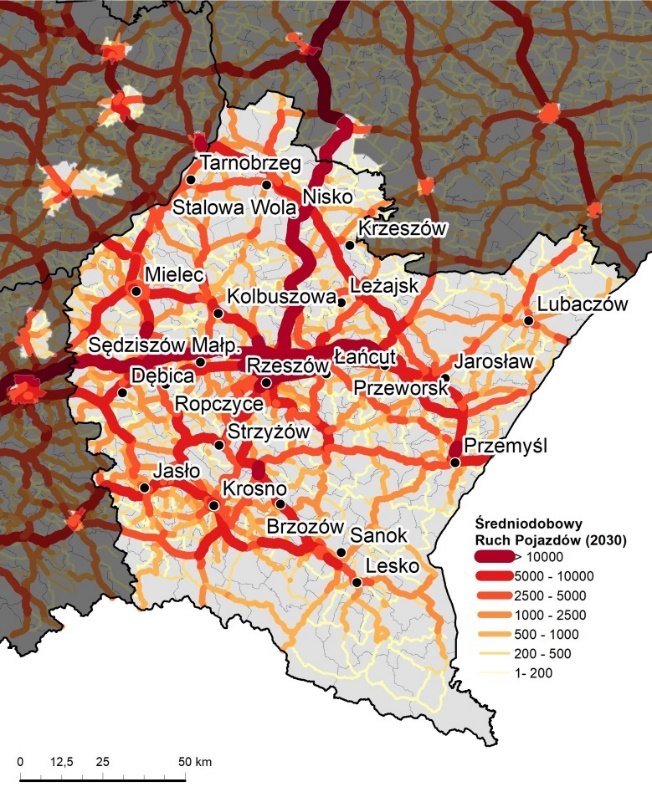 Tarnobrzeg
Stalowa Wola
Nisko
Krzeszów
Mielec
Kolbuszowa
Leżajsk
Lubaczów
Sędziszów Młp.
Rzeszów
Łańcut
Jarosław
Dębica
Przeworsk
Ropczyce
Strzyżów
Przemyśl
Jasło
Krosno
Brzozów
Sanok
Lesko
Średniodobowy
Ruch Pojazdów (2030)
> 10000
5000 - 10000
2500 - 5000
1000 - 2500
500 - 1000
200 - 500
1- 200
0 12,5 25 50 km